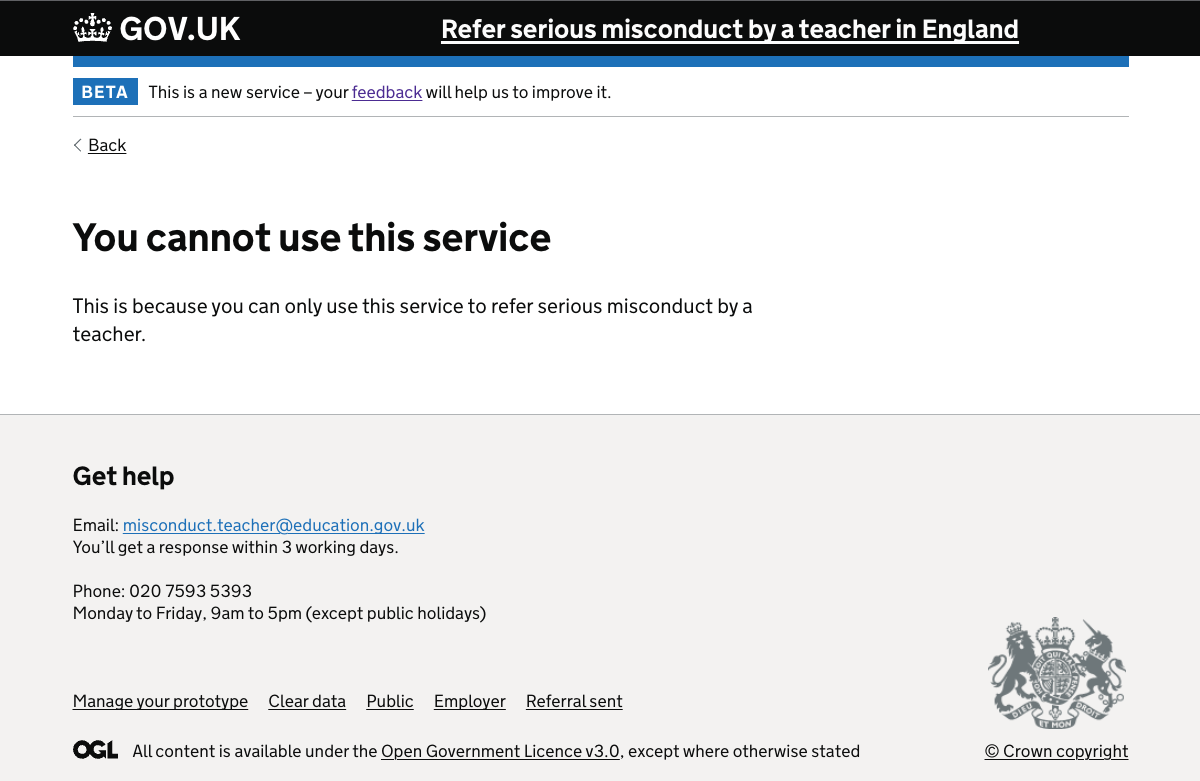 GOV.UK
Refer serious misconduct by a teacher in England
BETA This is a new service – your feedback will help us to improve it.
Back
You cannot use this service
This is because you can only use this service to refer serious misconduct by a
teacher.
Get help
Email: misconduct.teacher@education.gov.uk
You’ll get a response within 3 working days.
Phone: 020 7593 5393
Monday to Friday, 9am to 5pm (except public holidays)
Manage your prototype Clear data Public Employer Referral sent
OGL All content is available under the Open Government Licence v3.0, except where otherwise stated
© Crown copyright